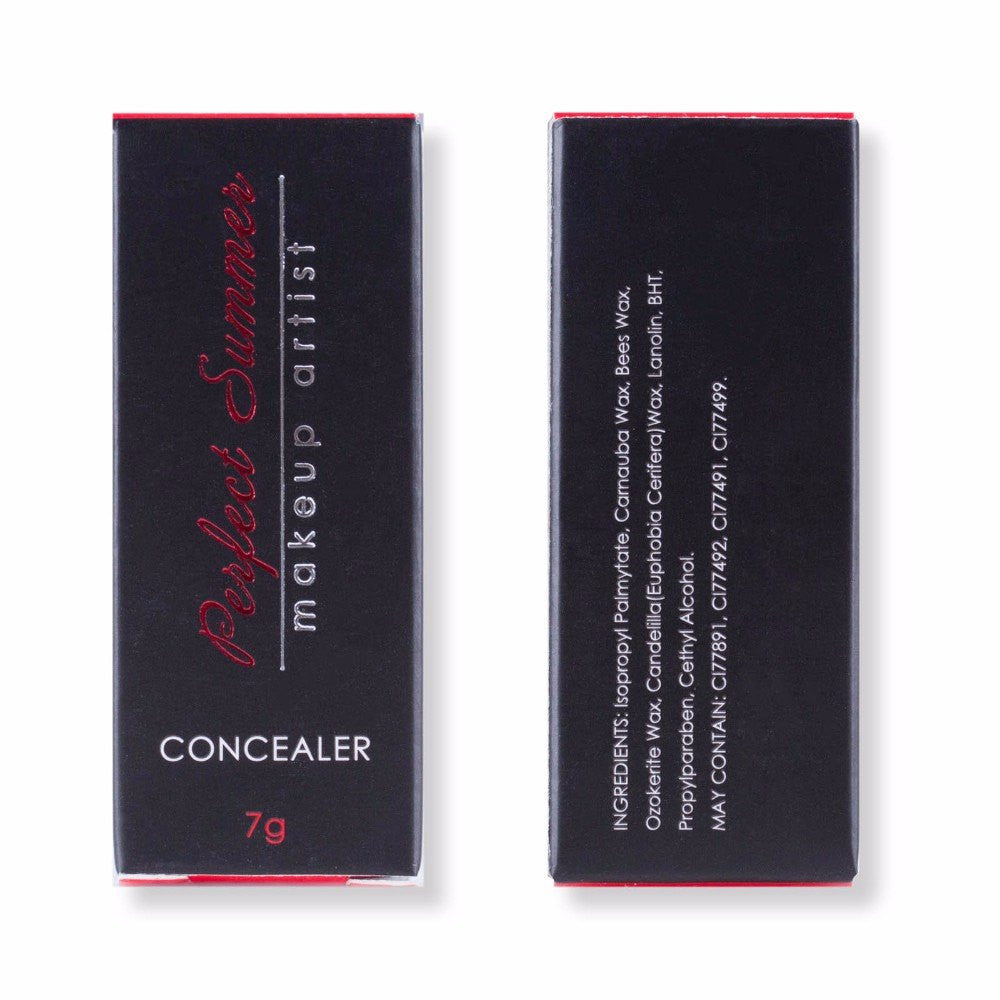 Perfect Summer
makeup artist
CONCEALER
7g
INGREDIENTS: Isopropyl Palmytate, Carnauba Wax, Bees Wax,
Ozokerite Wax, Candelilla(Euphobia Cerifera)Wax, Lanolin, BHT,
Propylparaben, Cethyl Alcohol.
MAY CONTAIN: CI77891, CI77492, CI77491, CI77499.